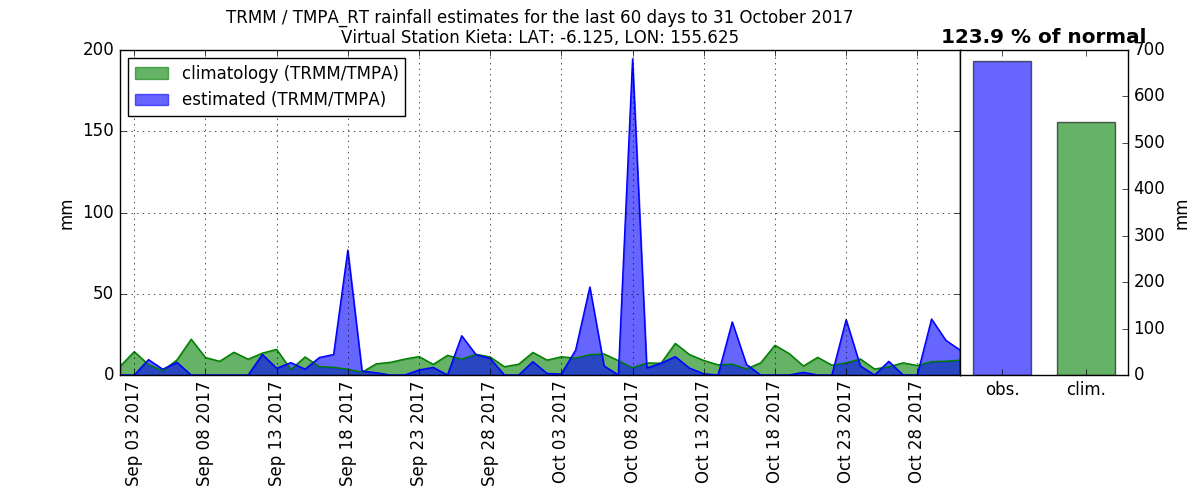 TRMM / TMPA_RT rainfall estimates for the last 60 days to 31 October 2017
Virtual Station Kieta: LAT: -6.125, LON: 155.625
123.9 % of normal
climatology (TRMM/TMPA)
estimated (TRMM/TMPA)
200
150
100
50
0
mm
Sep 03 2017
Sep 08 2017
Sep 13 2017
Sep 18 2017
Sep 23 2017
Sep 28 2017
Oct 03 2017
Oct 08 2017
Oct 13 2017
Oct 18 2017
Oct 23 2017
Oct 28 2017
700
600
500
400
300
200
100
0
mm
obs.
clim.